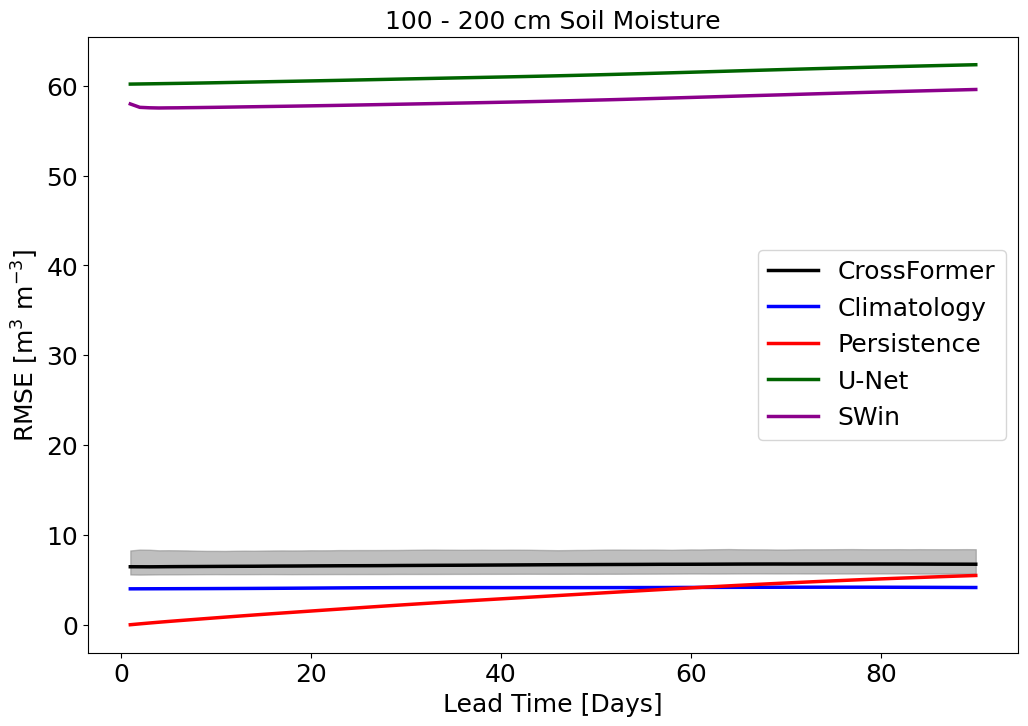 100 - 200 cm Soil Moisture
RMSE [m³ m⁻³]
60
50
40
30
20
10
0
CrossFormer
Climatology
Persistence
U-Net
SWin
0 20 40 60 80
Lead Time [Days]